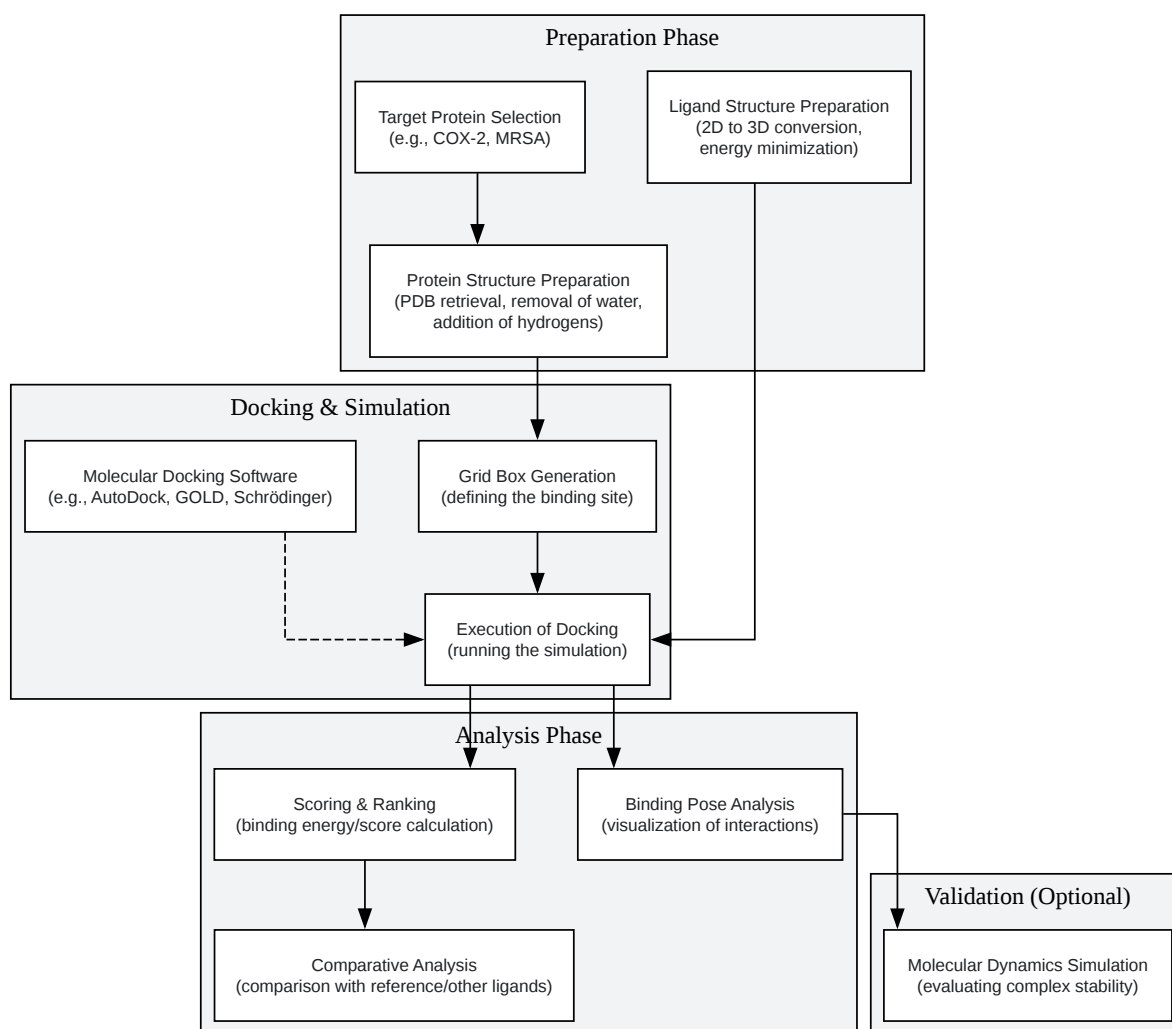 Preparation Phase
Target Protein Selection
(e.g., COX-2, MRSA)
Ligand Structure Preparation
(2D to 3D conversion,
energy minimization)
Protein Structure Preparation
(PDB retrieval, removal of water,
addition of hydrogens)
Docking & Simulation
Molecular Docking Software
(e.g., AutoDock, GOLD, Schrödinger)
Grid Box Generation
(defining the binding site)
Execution of Docking
(running the simulation)
Analysis Phase
Scoring & Ranking
(binding energy/score calculation)
Binding Pose Analysis
(visualization of interactions)
Comparative Analysis
(comparison with reference/other ligands)
Validation (Optional)
Molecular Dynamics Simulation
(evaluating complex stability)